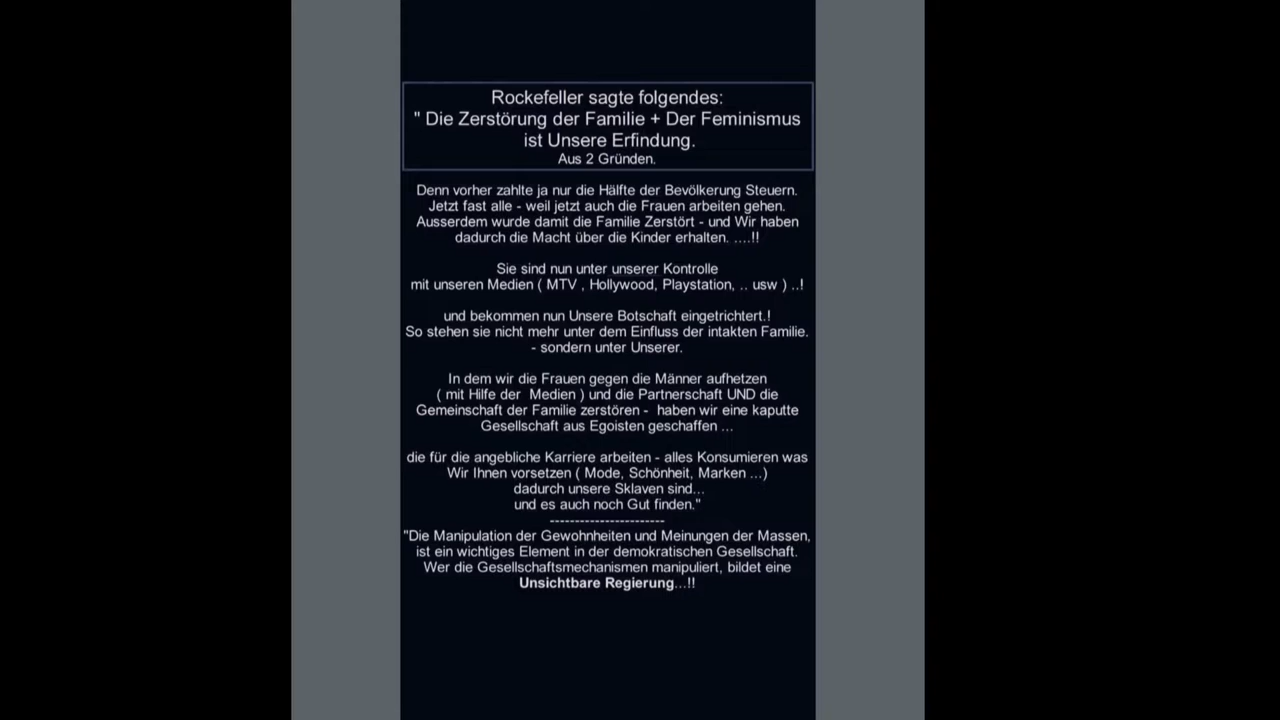 Rockefeller sagte folgendes:
" Die Zerstörung der Familie + Der Feminismus
ist Unsere Erfindung.
Aus 2 Gründen.
Denn vorher zahlte ja nur die Hälfte der Bevölkerung Steuern.
Jetzt fast alle - weil jetzt auch die Frauen arbeiten gehen.
Ausserdem wurde damit die Familie Zerstört - und Wir haben
dadurch die Macht über die Kinder erhalten. ....!!
Sie sind nun unter unserer Kontrolle
mit unseren Medien ( MTV , Hollywood, Playstation, .. usw ) ..!
und bekommen nun Unsere Botschaft eingetrichtert.!
So stehen sie nicht mehr unter dem Einfluss der intakten Familie.
- sondern unter Unserer.
In dem wir die Frauen gegen die Männer aufhetzen
( mit Hilfe der Medien ) und die Partnerschaft UND die
Gemeinschaft der Familie zerstören - haben wir eine kaputte
Gesellschaft aus Egoisten geschaffen ...
die für die angebliche Karriere arbeiten - alles Konsumieren was
Wir Ihnen vorsetzen ( Mode, Schönheit, Marken ...)
dadurch unsere Sklaven sind...
und es auch noch Gut finden."
-----------------------
"Die Manipulation der Gewohnheiten und Meinungen der Massen,
ist ein wichtiges Element in der demokratischen Gesellschaft.
Wer die Gesellschaftsmechanismen manipuliert, bildet eine
Unsichtbare Regierung...!!